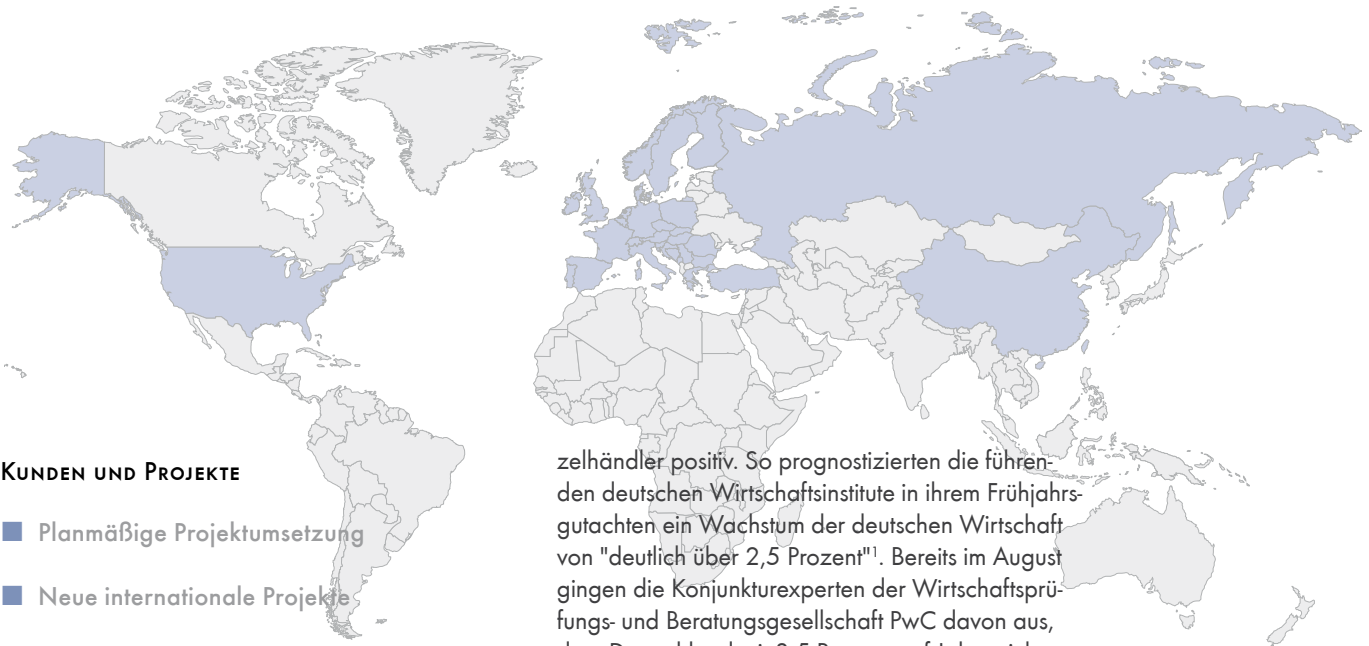 KUNDEN UND PROJEKTE
Planmäßige Projektumsetzung
Neue internationale Projekte
zelhändler positiv. So prognostizierten die führen-
den deutschen Wirtschaftsinstitute in ihrem Frühjahrs-
gutachten ein Wachstum der deutschen Wirtschaft
von "deutlich über 2,5 Prozent"¹. Bereits im August
gingen die Konjunkturexperten der Wirtschaftsprü-
fungs- und Beratungsgesellschaft PwC davon aus,